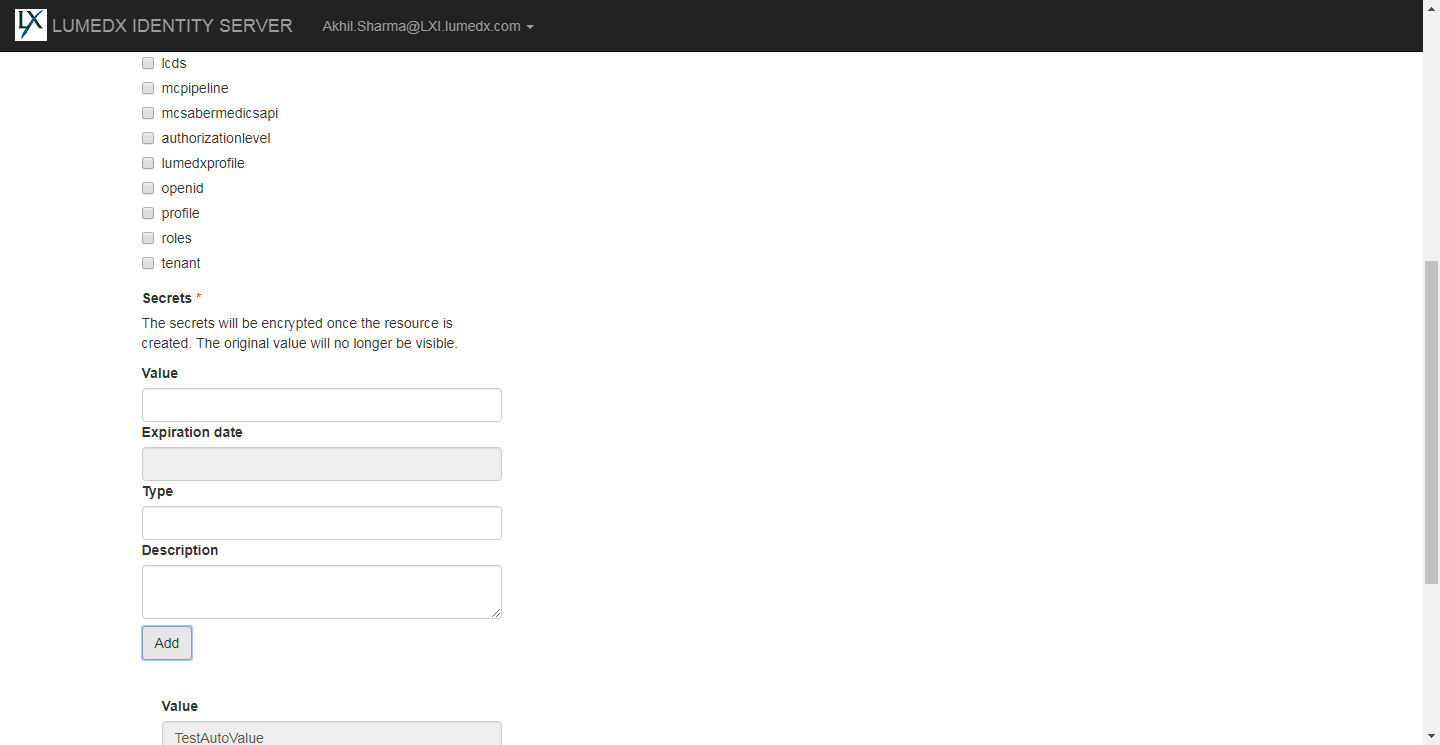 LX LUMEDX IDENTITY SERVER Akhil.Sharma@LXI.lumedx.com
lcds
mcpipeline
mcsabermedicsapi
authorizationlevel
lumedxprofile
openid
profile
roles
tenant
Secrets *
The secrets will be encrypted once the resource is
created. The original value will no longer be visible.
Value
Expiration date
Type
Description
Add
Value
TestAutoValue